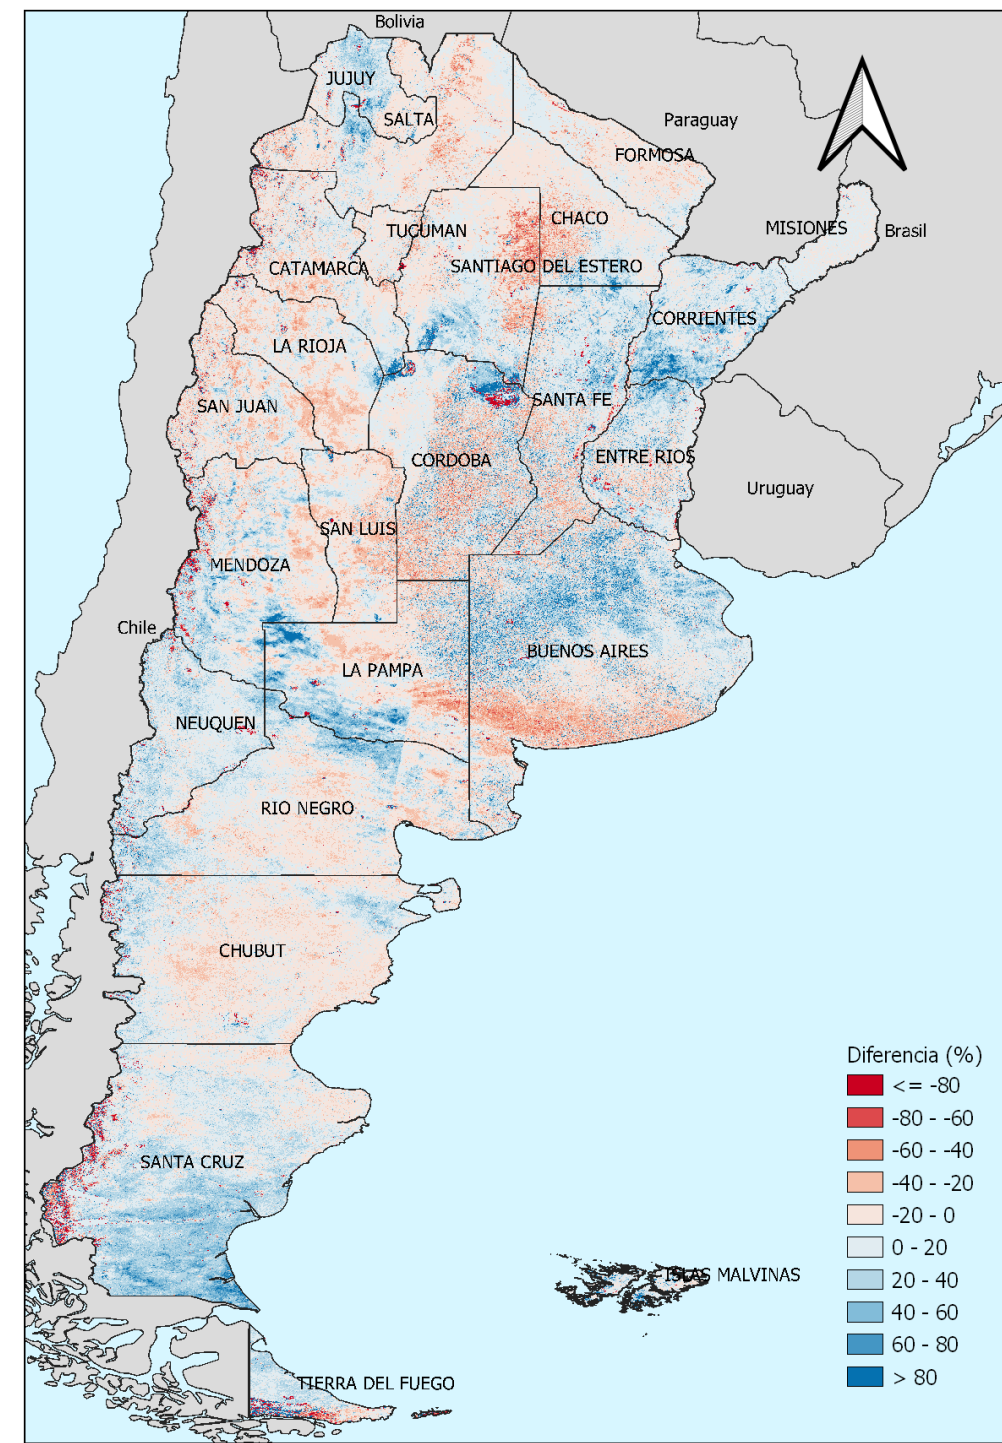 Bolivia
JUJUY
SALTA
Paraguay
FORMOSA
CHACO
MISIONES
Brasil
TUCUMAN
SANTIAGO DEL ESTERO
CATAMARCA
CORRIENTES
LA RIOJA
SANTA FE
SAN JUAN
CORDOBA
ENTRE RIOS
Uruguay
SAN LUIS
MENDOZA
Chile
BUENOS AIRES
LA PAMPA
NEUQUEN
RIO NEGRO
CHUBUT
SANTA CRUZ
ISLAS MALVINAS
TIERRA DEL FUEGO
Diferencia (%)
<= -80
-80 - -60
-60 - -40
-40 - -20
-20 - 0
0 - 20
20 - 40
40 - 60
60 - 80
> 80